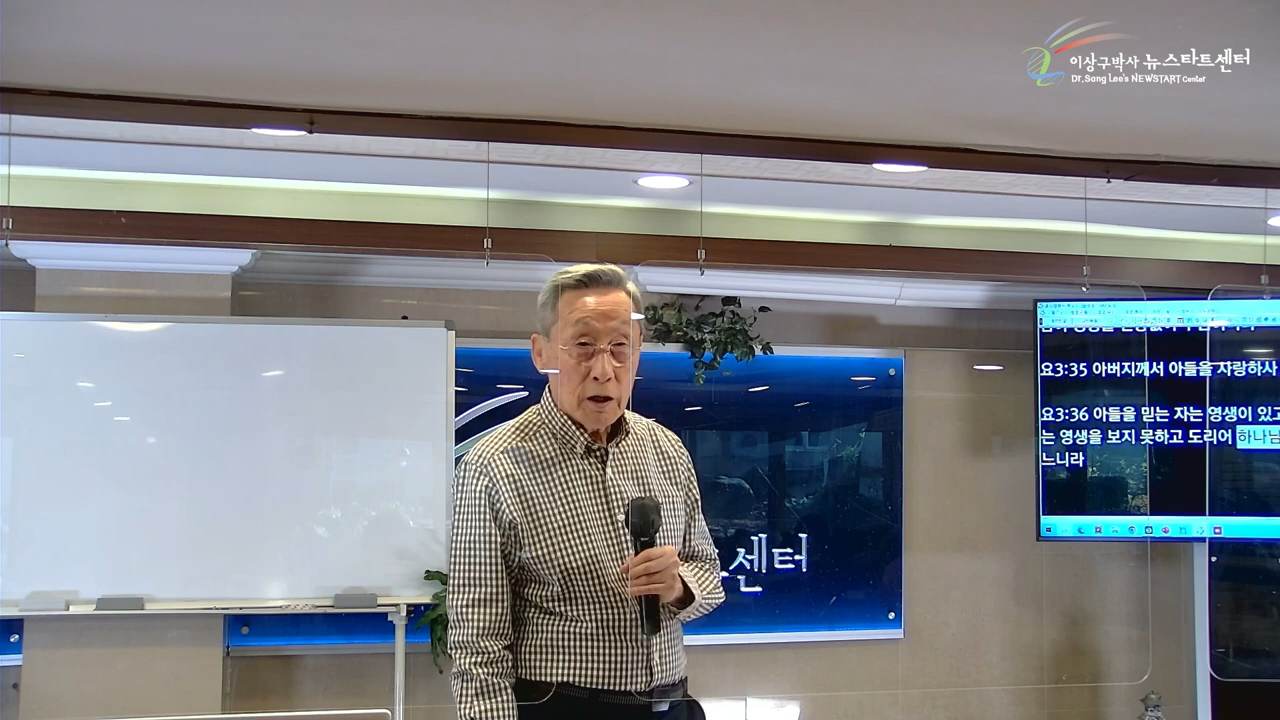 이상구박사 뉴스타트센터
Dr. Sang Lee's NEWSTART Center
요3:35 아버지께서 아들을 사랑하사
요3:36 아들을 믿는 자는 영생이 있고
는 영생을 보지 못하고 도리어 하나님
느니라
센터